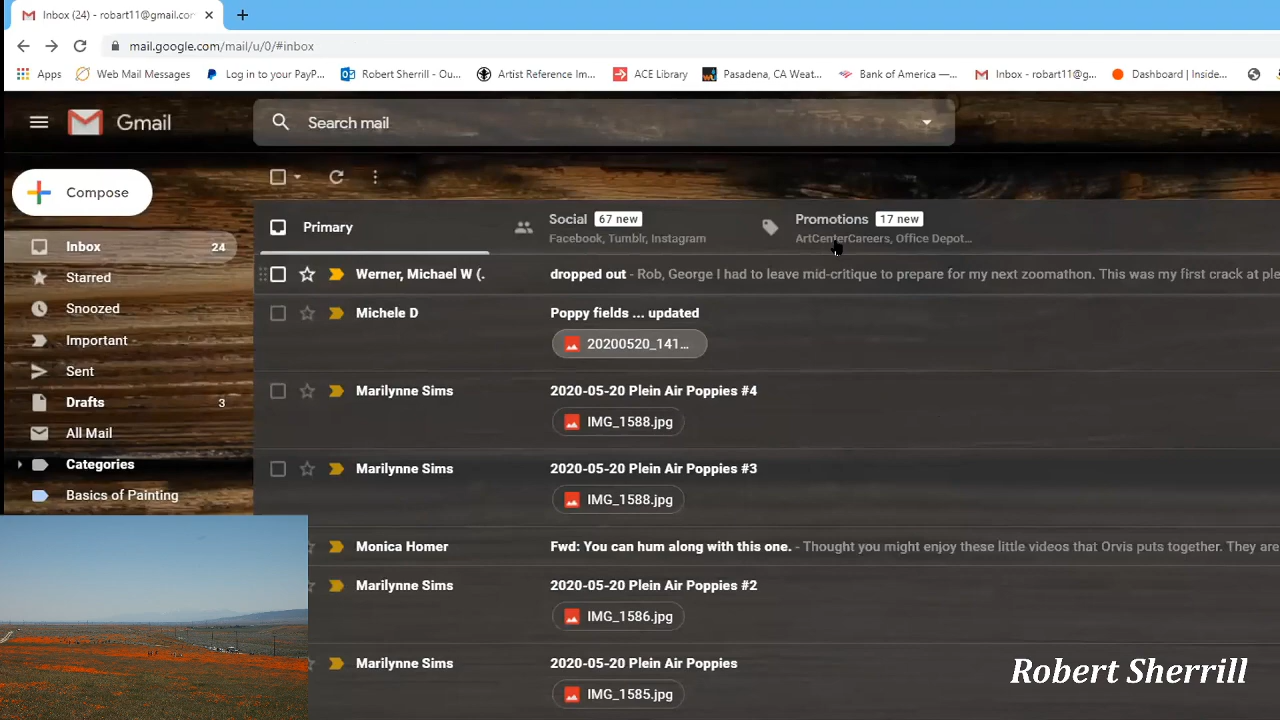 Inbox (24) - robart11@gmail.com
mail.google.com/mail/u/0/#inbox
Apps Web Mail Messages Log in to your PayP... Robert Sherrill - Ou... Artist Reference Im... ACE Library Pasadena, CA Weat... Bank of America —... Inbox - robart11@g... Dashboard | Inside...
Gmail
Search mail
Compose
Primary
Social 67 new
Facebook, Tumblr, Instagram
Promotions 17 new
ArtCenterCareers, Office Depot...
Inbox 24
Starred
Snoozed
Important
Sent
Drafts 3
All Mail
Categories
Basics of Painting
Werner, Michael W (. dropped out - Rob, George I had to leave mid-critique to prepare for my next zoomathon. This was my first crack at ple
Michele D Poppy fields ... updated
20200520_141...
Marilynne Sims 2020-05-20 Plein Air Poppies #4
IMG_1588.jpg
Marilynne Sims 2020-05-20 Plein Air Poppies #3
IMG_1588.jpg
Monica Homer Fwd: You can hum along with this one. - Thought you might enjoy these little videos that Orvis puts together. They are
Marilynne Sims 2020-05-20 Plein Air Poppies #2
IMG_1586.jpg
Marilynne Sims 2020-05-20 Plein Air Poppies
IMG_1585.jpg
Robert Sherrill